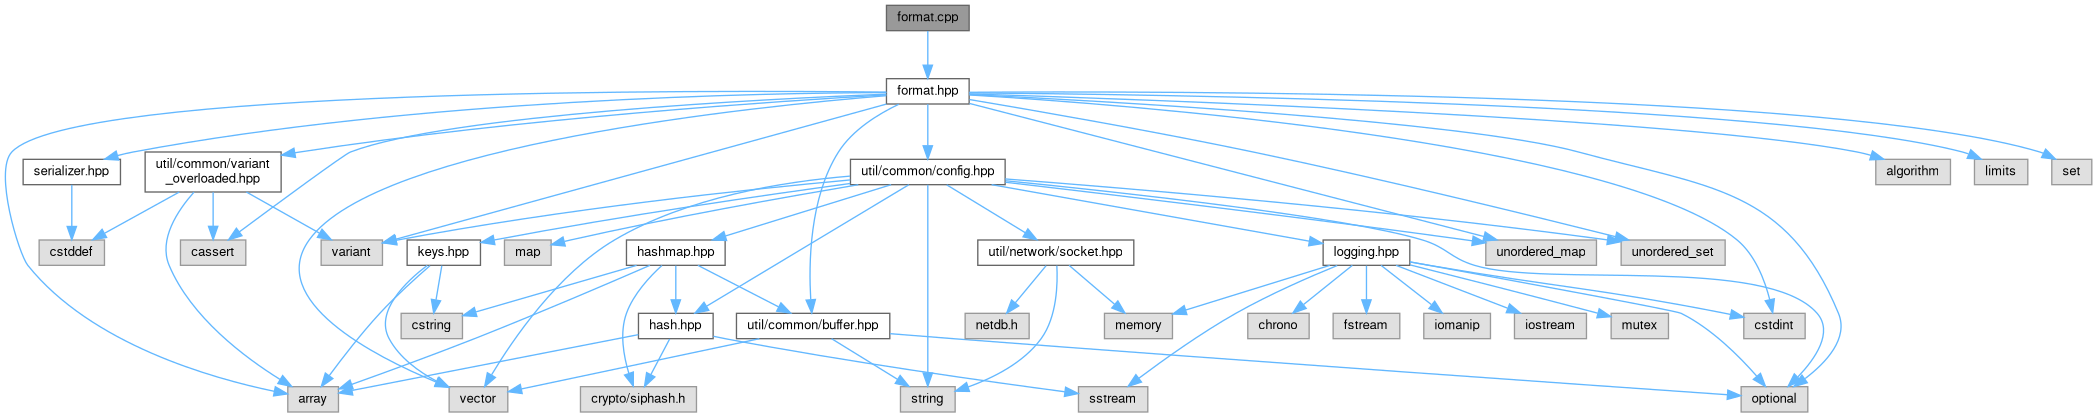 format.cpp
format.hpp
serializer.hpp
util/common/variant
_overloaded.hpp
util/common/config.hpp
algorithm
limits
set
cstddef
cassert
variant
keys.hpp
map
hashmap.hpp
util/network/socket.hpp
logging.hpp
unordered_map
unordered_set
cstring
hash.hpp
util/common/buffer.hpp
netdb.h
memory
chrono
fstream
iomanip
iostream
mutex
cstdint
array
vector
crypto/siphash.h
string
sstream
optional